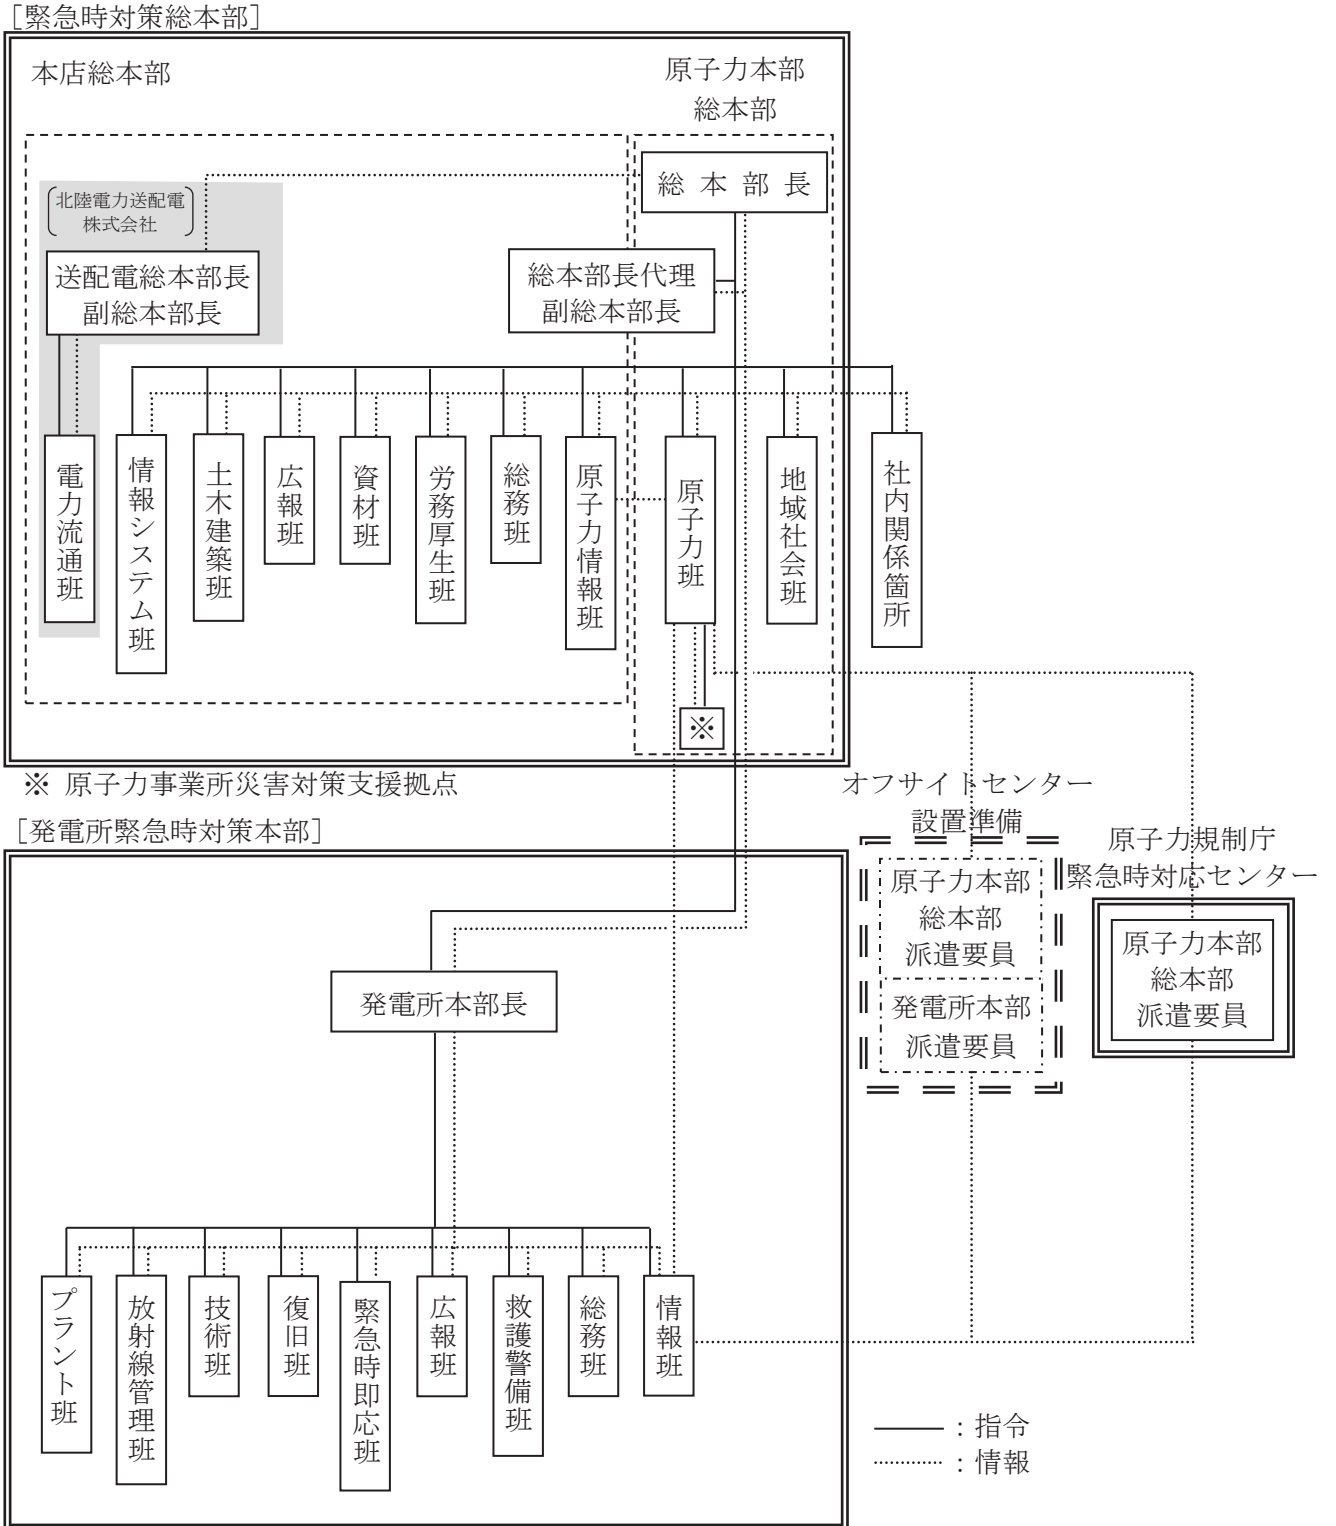 ［緊急時対策総本部］
本店総本部
原子力本部
総本部
総本部長
北陸電力送配電
株式会社
送配電総本部長
副総本部長
総本部長代理
副総本部長
電力流通班
情報システム班
土木建築班
広報班
資材班
労務厚生班
総務班
原子力情報班
原子力班
地域社会班
社内関係箇所
※
※ 原子力事業所災害対策支援拠点
オフサイトセンター
設置準備
原子力本部
総本部
派遣要員
発電所本部
派遣要員
原子力規制庁
緊急時対応センター
原子力本部
総本部
派遣要員
［発電所緊急時対策本部］
発電所本部長
プラント班
放射線管理班
技術班
復旧班
緊急時即応班
広報班
救護警備班
総務班
情報班
：指令
：情報